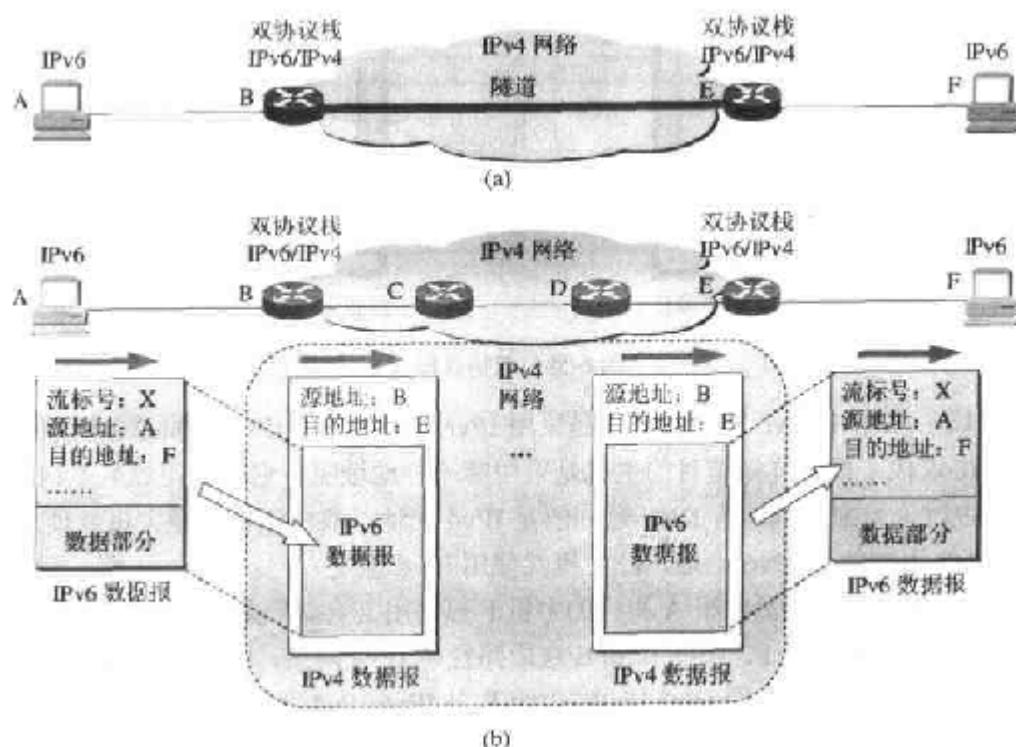 双协议栈
IPv6/IPv4
IPv4 网络
双协议栈
IPv6/IPv4
IPv6
IPv6
A
B
隧道
E
F
(a)
双协议栈
IPv6/IPv4
IPv4 网络
双协议栈
IPv6/IPv4
IPv6
IPv6
A
B
C
D
E
F
流标号：X
源地址：A
目的地址：F
……
数据部分
IPv6 数据报
源地址：B
目的地址：E
IPv6
数据报
IPv4 数据报
IPv4
网络
…
源地址：B
目的地址：E
IPv6
数据报
IPv4 数据报
流标号：X
源地址：A
目的地址：F
……
数据部分
IPv6 数据报
(b)